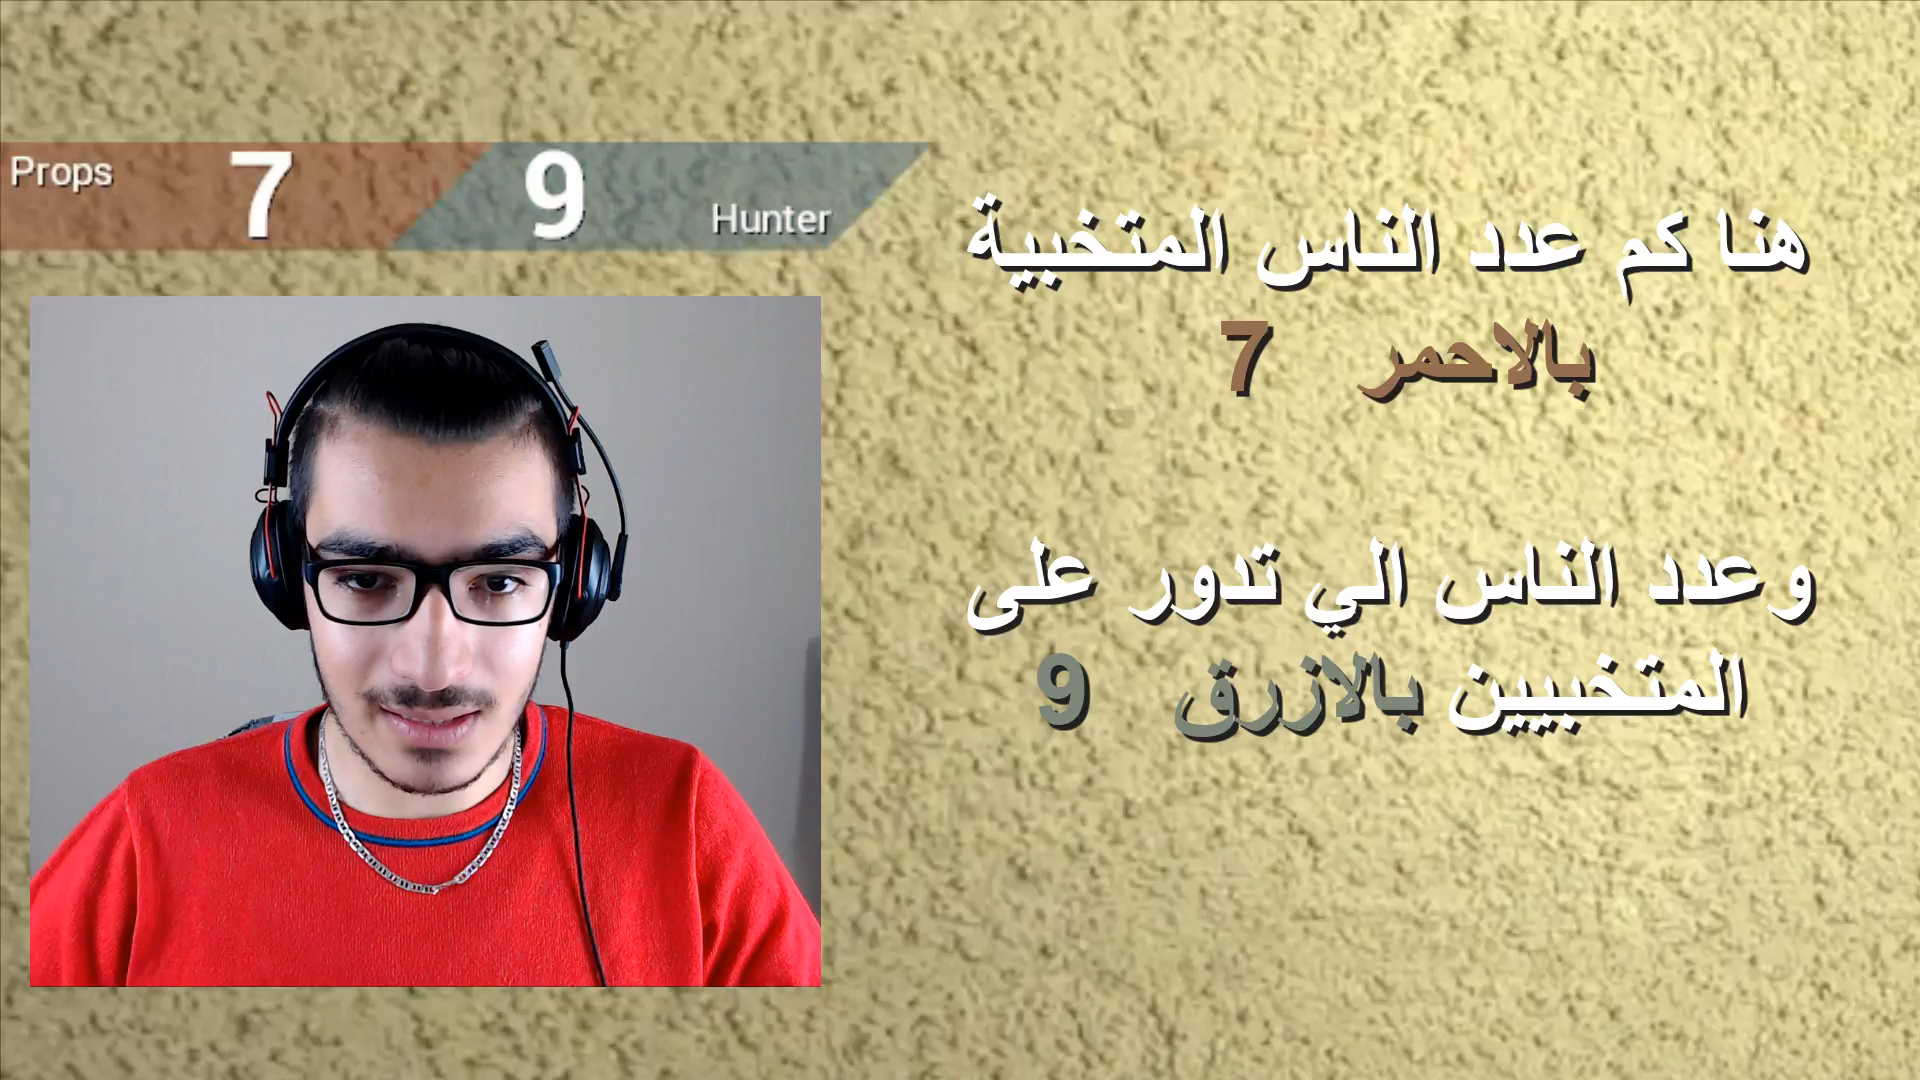 Props 7 9 Hunter
هنا كم عدد الناس المتخبية
بالاحمر 7
وعدد الناس الي تدور على
المتخبيين بالازرق 9